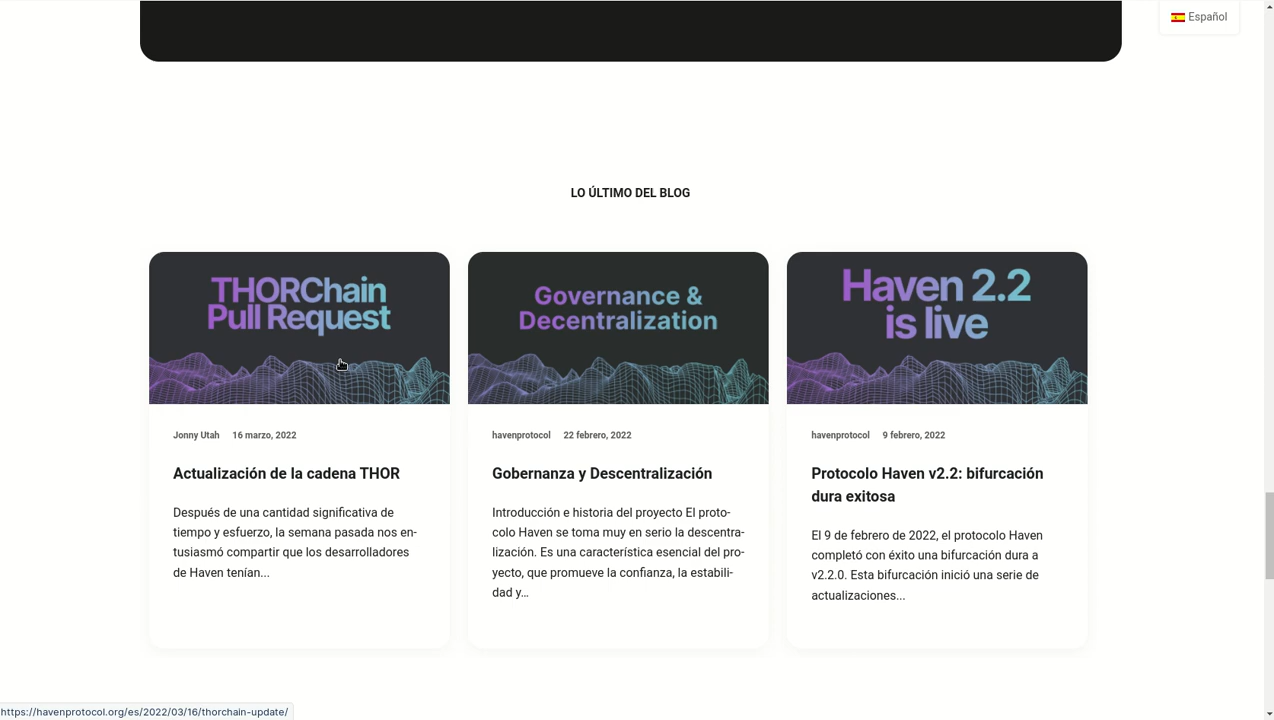 Español
LO ÚLTIMO DEL BLOG
THORChain
Pull Request
Governance &
Decentralization
Haven 2.2
is live
Jonny Utah 16 marzo, 2022
Actualización de la cadena THOR
Después de una cantidad significativa de
tiempo y esfuerzo, la semana pasada nos en-
tusiasmó compartir que los desarrolladores
de Haven tenían...
havenprotocol 22 febrero, 2022
Gobernanza y Descentralización
Introducción e historia del proyecto El proto-
colo Haven se toma muy en serio la descentra-
lización. Es una característica esencial del pro-
yecto, que promueve la confianza, la estabili-
dad y…
havenprotocol 9 febrero, 2022
Protocolo Haven v2.2: bifurcación
dura exitosa
El 9 de febrero de 2022, el protocolo Haven
completó con éxito una bifurcación dura a
v2.2.0. Esta bifurcación inició una serie de
actualizaciones...
https://havenprotocol.org/es/2022/03/16/thorchain-update/